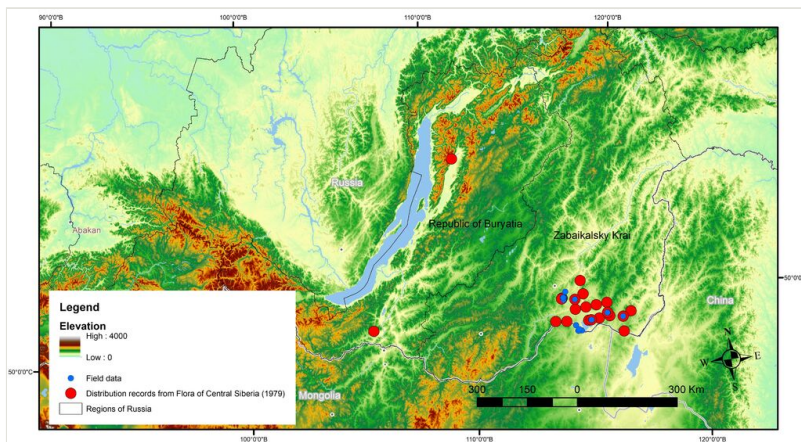 90°0'0"В 100°0'0"В 110°0'0"В 120°0'0"В
Russia
Republic of Buryatia
Abakan
Zabaikalsky Krai
50°0'0"С
China
Legend
Elevation
High : 4000
Low : 0
N
W E
S
Field data
50°0'0"С
Distribution records from Flora of Central Siberia (1979)
Mongolia
300 150 0 300 Km
Regions of Russia
100°0'0"В 110°0'0"В 120°0'0"В